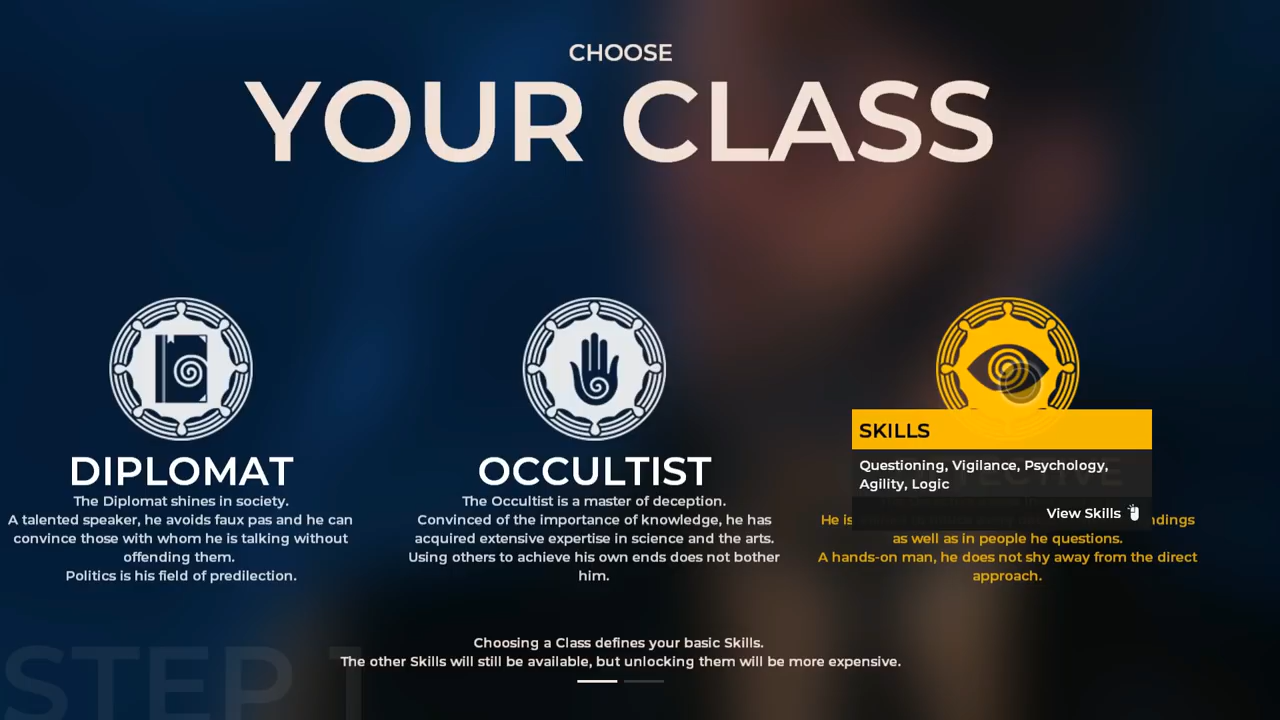 CHOOSE
YOUR CLASS
DIPLOMAT
The Diplomat shines in society.
A talented speaker, he avoids faux pas and he can
convince those with whom he is talking without
offending them.
Politics is his field of predilection.
OCCULTIST
The Occultist is a master of deception.
Convinced of the importance of knowledge, he has
acquired extensive expertise in science and the arts.
Using others to achieve his own ends does not bother
him.
SKILLS
Questioning, Vigilance, Psychology,
Agility, Logic
View Skills
He is
as well as in people he questions.
A hands-on man, he does not shy away from the direct
approach.
Choosing a Class defines your basic Skills.
The other Skills will still be available, but unlocking them will be more expensive.
STEP 1